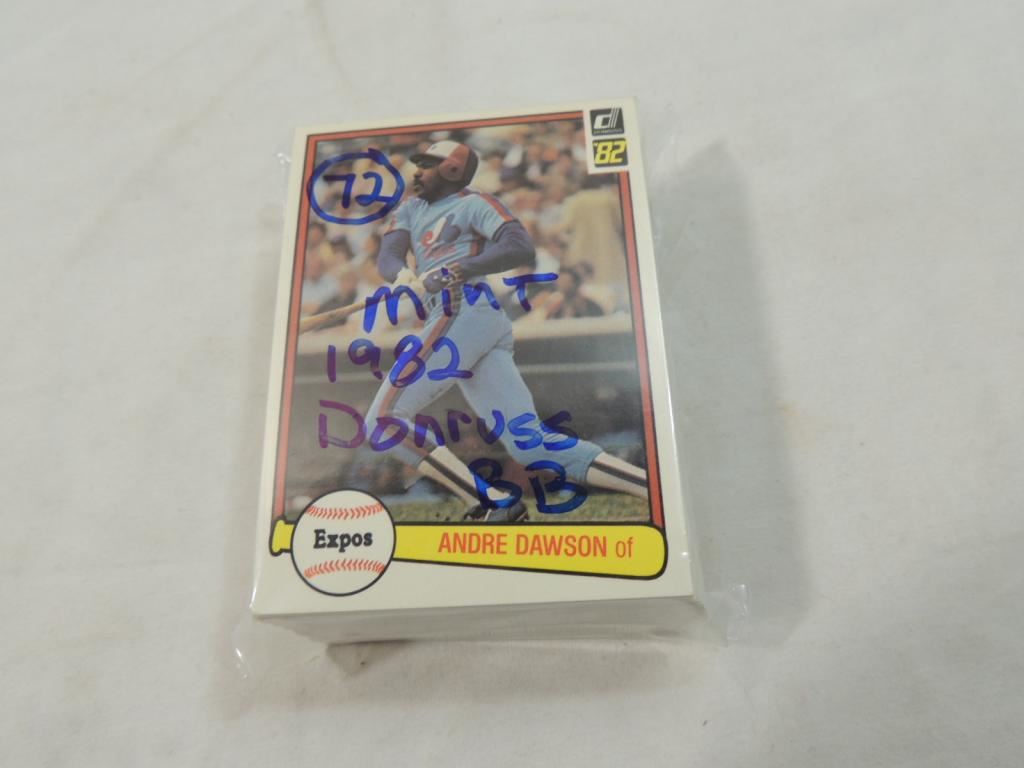 '82
72
mint
1982
Donruss
BB
Expos
ANDRE DAWSON of